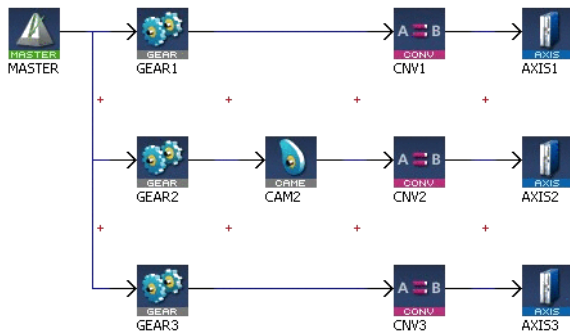 MASTER
GEAR
A B
CONV
AXIS
MASTER
GEAR1
CNV1
AXIS1
GEAR
CAME
A B
CONV
AXIS
GEAR2
CAM2
CNV2
AXIS2
GEAR
A B
CONV
AXIS
GEAR3
CNV3
AXIS3